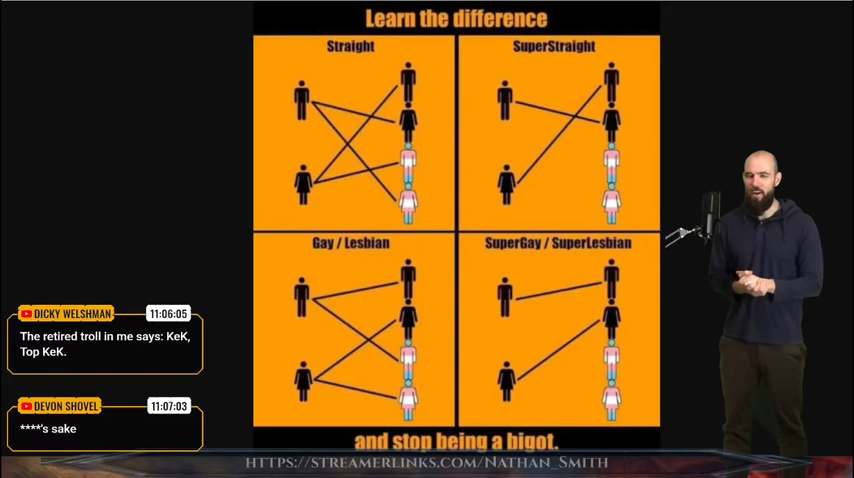 Learn the difference
Straight
SuperStraight
Gay / Lesbian
SuperGay / SuperLesbian
and stop being a bigot.
DICKY WELSHMAN
11:06:05
The retired troll in me says: KeK,
Top KeK.
DEVON SHOVEL
11:07:03
****'s sake
https://streamerlinks.com/Nathan_Smith